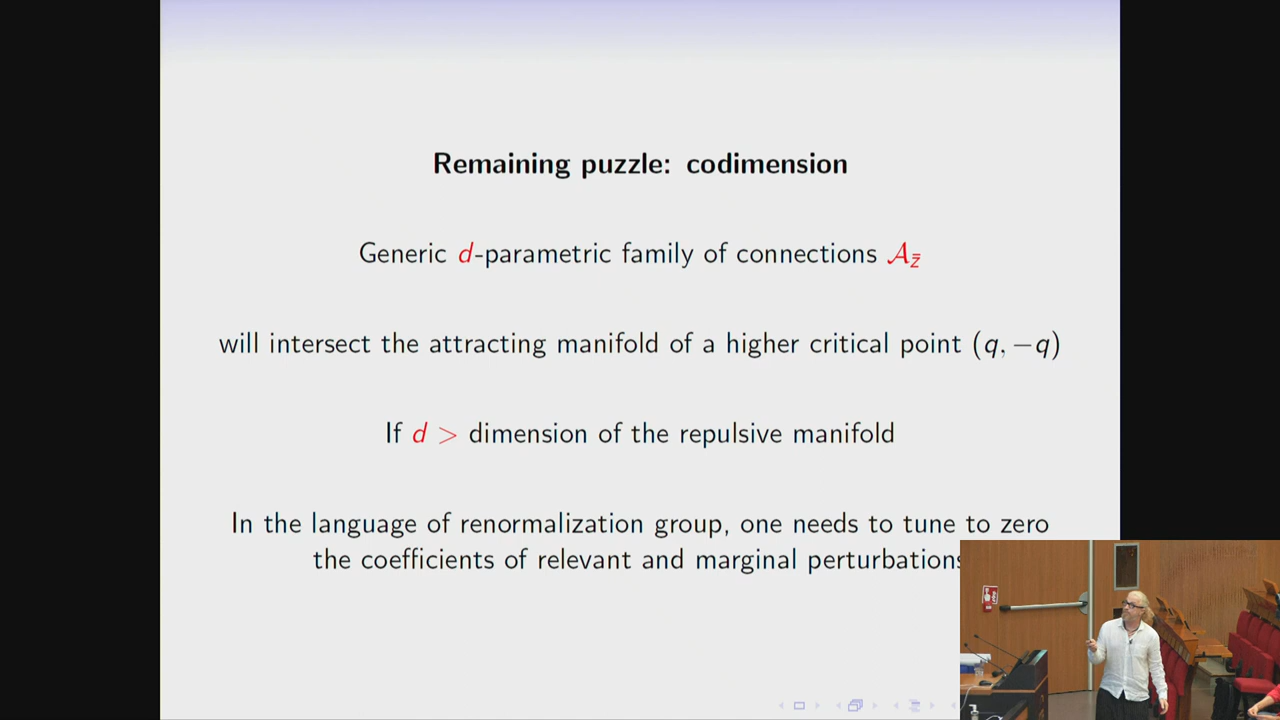 Remaining puzzle: codimension
Generic d-parametric family of connections 𝒜_z̄
will intersect the attracting manifold of a higher critical point (q, −q)
If d > dimension of the repulsive manifold
In the language of renormalization group, one needs to tune to zero
the coefficients of relevant and marginal perturbations